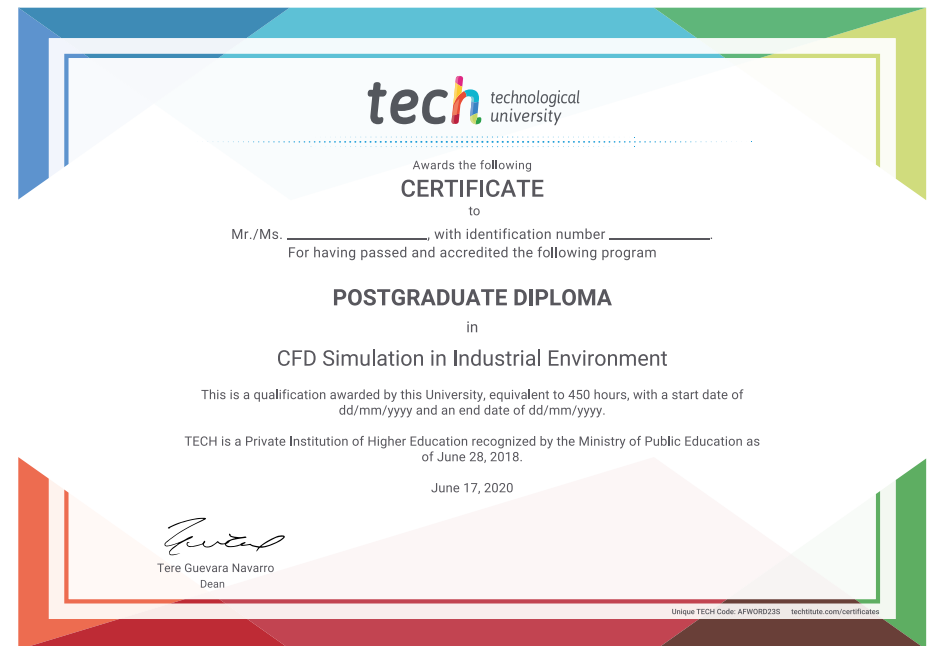 tech technological
university
Awards the following
CERTIFICATE
to
Mr./Ms. ____________________, with identification number ______________.
For having passed and accredited the following program
POSTGRADUATE DIPLOMA
in
CFD Simulation in Industrial Environment
This is a qualification awarded by this University, equivalent to 450 hours, with a start date of
dd/mm/yyyy and an end date of dd/mm/yyyy.
TECH is a Private Institution of Higher Education recognized by the Ministry of Public Education as
of June 28, 2018.
June 17, 2020
Tere Guevara Navarro
Dean
Unique TECH Code: AFWORD23S techtitute.com/certificates